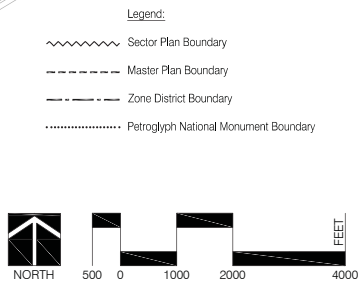 Legend:
Sector Plan Boundary
Master Plan Boundary
Zone District Boundary
Petroglyph National Monument Boundary
NORTH
500 0 1000 2000 4000
FEET